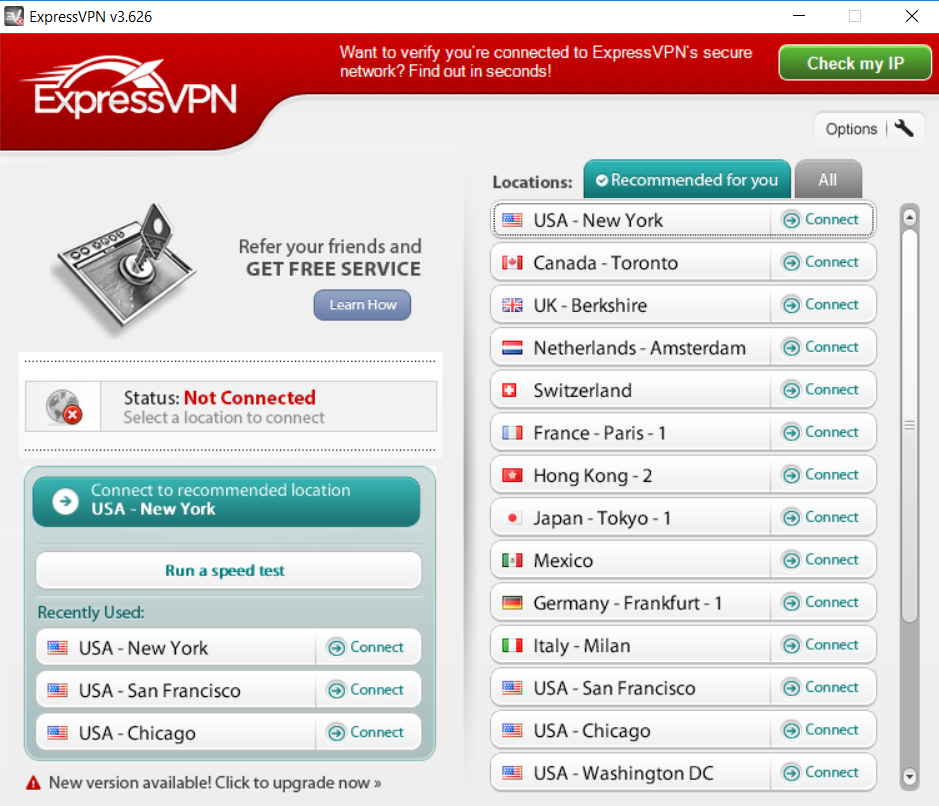 ExpressVPN v3.626
Want to verify you're connected to ExpressVPN's secure
network? Find out in seconds!
Check my IP
ExpressVPN
Options
Refer your friends and
GET FREE SERVICE
Learn How
Status: Not Connected
Select a location to connect
Connect to recommended location
USA - New York
Run a speed test
Recently Used:
USA - New York Connect
USA - San Francisco Connect
USA - Chicago Connect
New version available! Click to upgrade now »
Locations: Recommended for you All
USA - New York Connect
Canada - Toronto Connect
UK - Berkshire Connect
Netherlands - Amsterdam Connect
Switzerland Connect
France - Paris - 1 Connect
Hong Kong - 2 Connect
Japan - Tokyo - 1 Connect
Mexico Connect
Germany - Frankfurt - 1 Connect
Italy - Milan Connect
USA - San Francisco Connect
USA - Chicago Connect
USA - Washington DC Connect